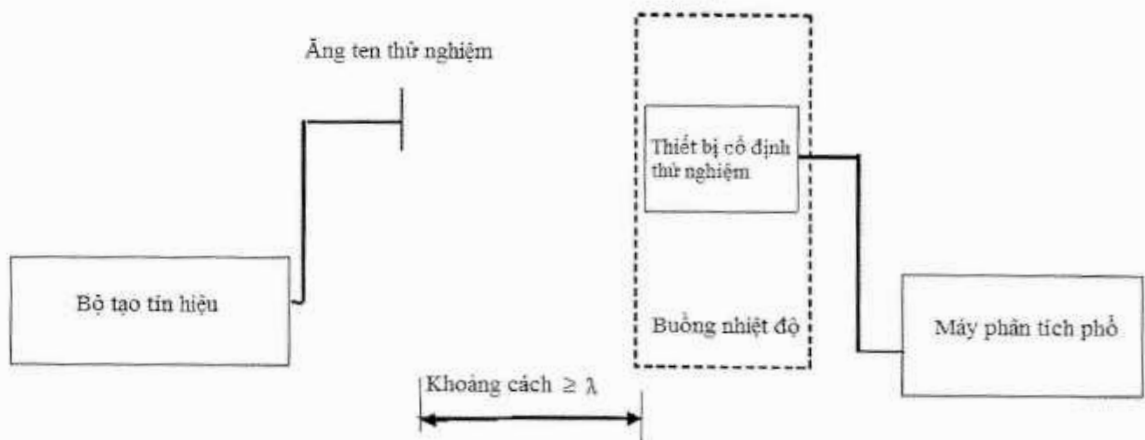 Ăng ten thử nghiệm
Thiết bị cố định
thử nghiệm
Bộ tạo tín hiệu
Buồng nhiệt độ
Máy phân tích phổ
Khoảng cách ≥ λ